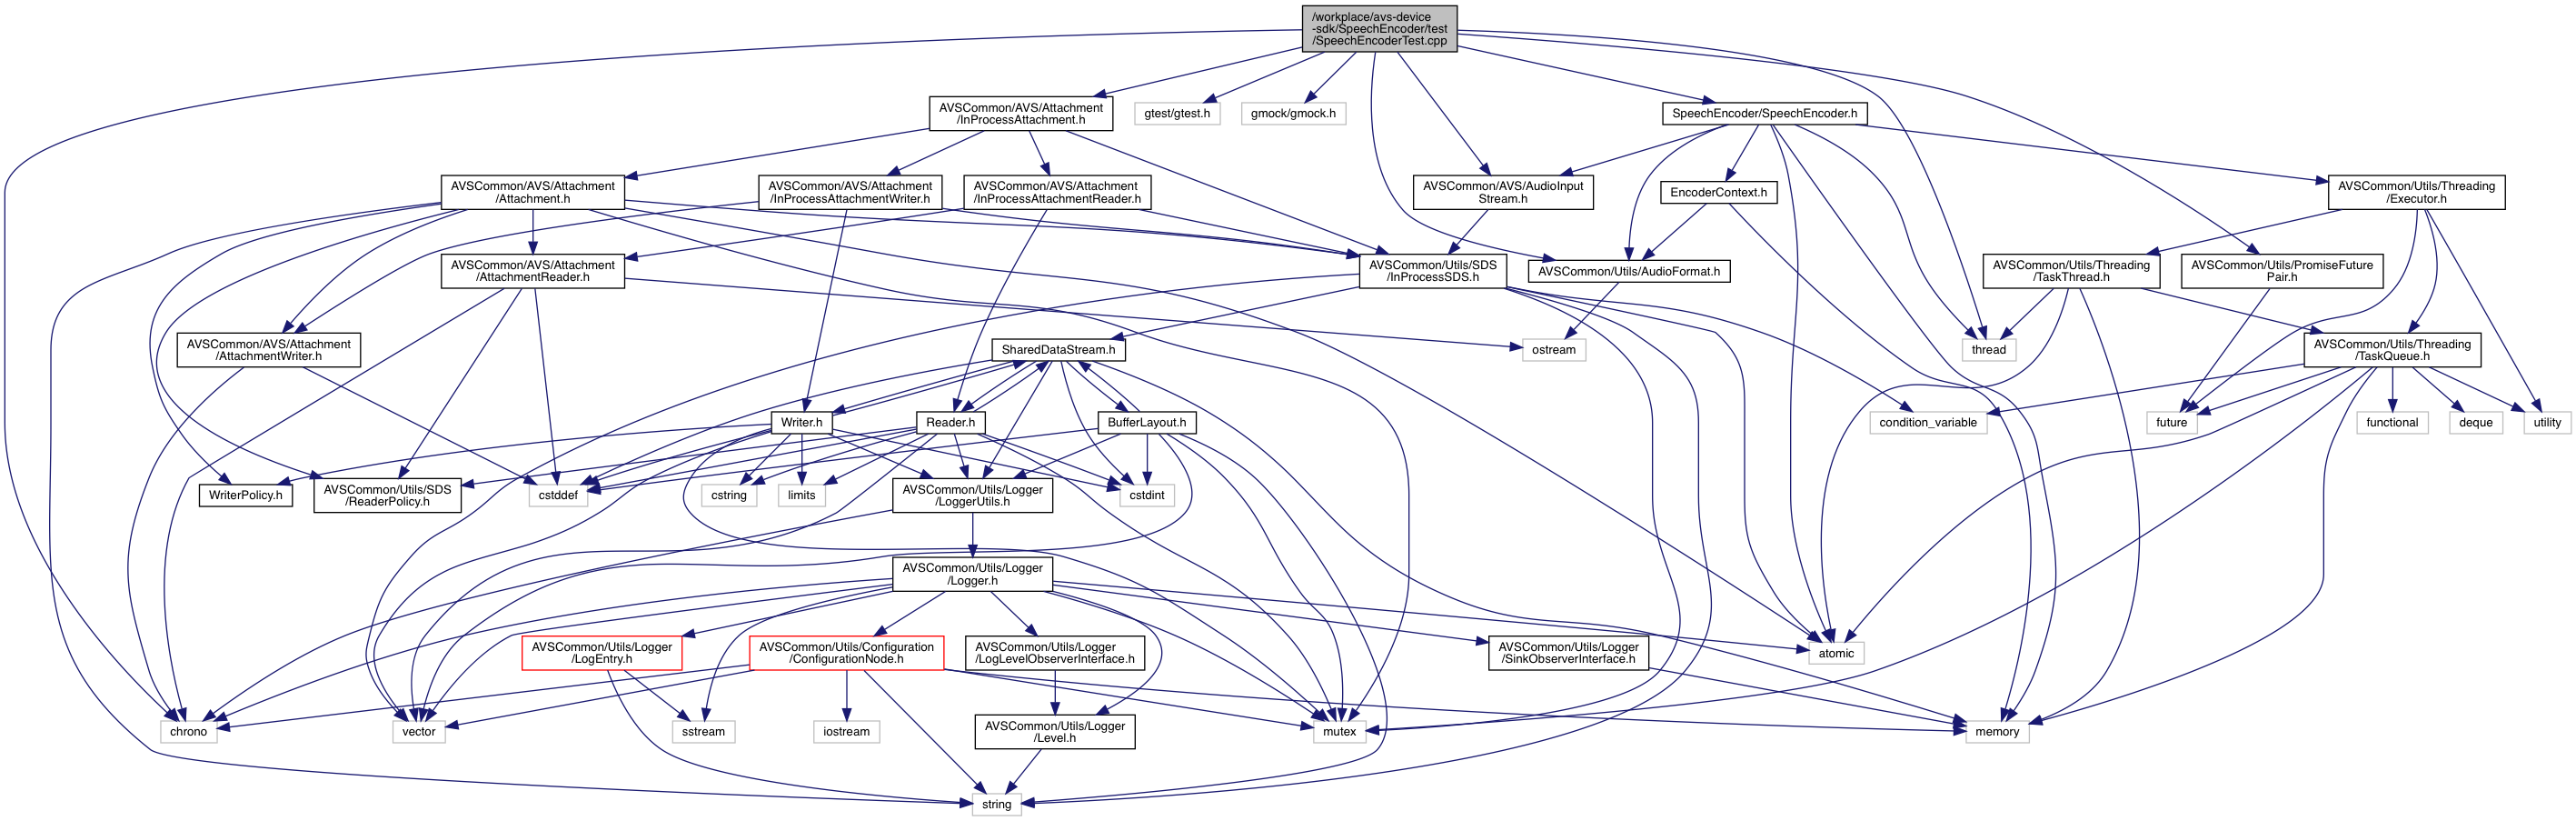 /workplace/avs-device
-sdk/SpeechEncoder/test
/SpeechEncoderTest.cpp
AVSCommon/AVS/Attachment
/InProcessAttachment.h
gtest/gtest.h
gmock/gmock.h
SpeechEncoder/SpeechEncoder.h
AVSCommon/AVS/Attachment
/Attachment.h
AVSCommon/AVS/Attachment
/InProcessAttachmentWriter.h
AVSCommon/AVS/Attachment
/InProcessAttachmentReader.h
AVSCommon/AVS/AudioInput
Stream.h
EncoderContext.h
AVSCommon/Utils/Threading
/Executor.h
AVSCommon/AVS/Attachment
/AttachmentReader.h
AVSCommon/Utils/SDS
/InProcessSDS.h
AVSCommon/Utils/AudioFormat.h
AVSCommon/Utils/Threading
/TaskThread.h
AVSCommon/Utils/PromiseFuture
Pair.h
AVSCommon/AVS/Attachment
/AttachmentWriter.h
SharedDataStream.h
ostream
thread
AVSCommon/Utils/Threading
/TaskQueue.h
Writer.h
Reader.h
BufferLayout.h
condition_variable
future
functional
deque
utility
WriterPolicy.h
AVSCommon/Utils/SDS
/ReaderPolicy.h
cstddef
cstring
limits
AVSCommon/Utils/Logger
/LoggerUtils.h
cstdint
AVSCommon/Utils/Logger
/Logger.h
AVSCommon/Utils/Logger
/LogEntry.h
AVSCommon/Utils/Configuration
/ConfigurationNode.h
AVSCommon/Utils/Logger
/LogLevelObserverInterface.h
AVSCommon/Utils/Logger
/SinkObserverInterface.h
atomic
chrono
vector
sstream
iostream
AVSCommon/Utils/Logger
/Level.h
mutex
memory
string